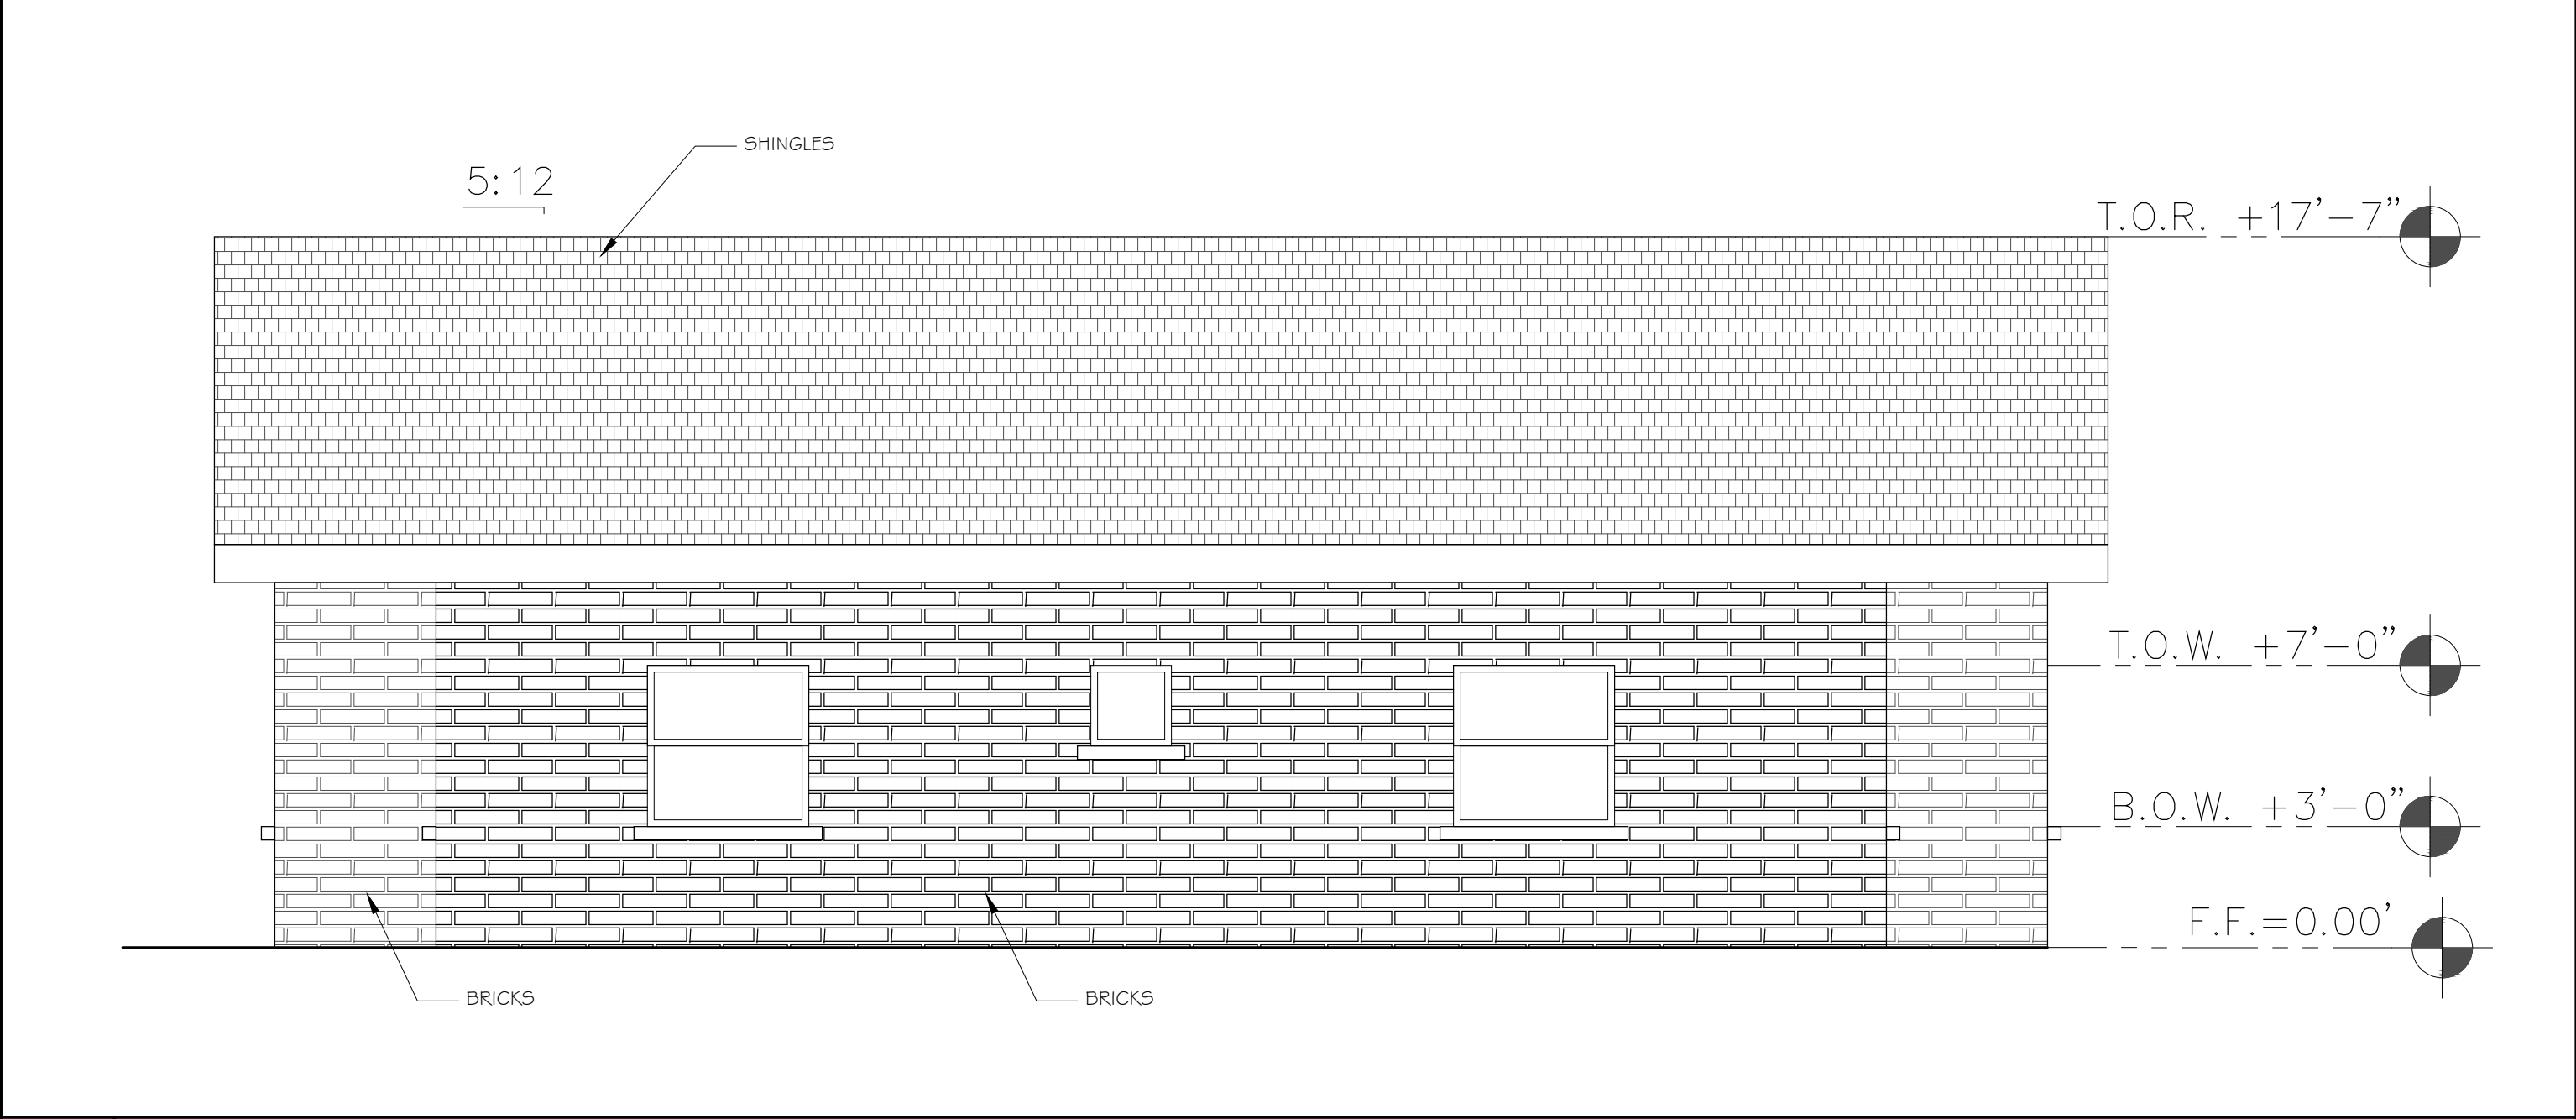 SHINGLES
5:12
T.O.R. +17’-7”
T.O.W. +7’-0”
B.O.W. +3’-0”
F.F.=0.00’
BRICKS
BRICKS